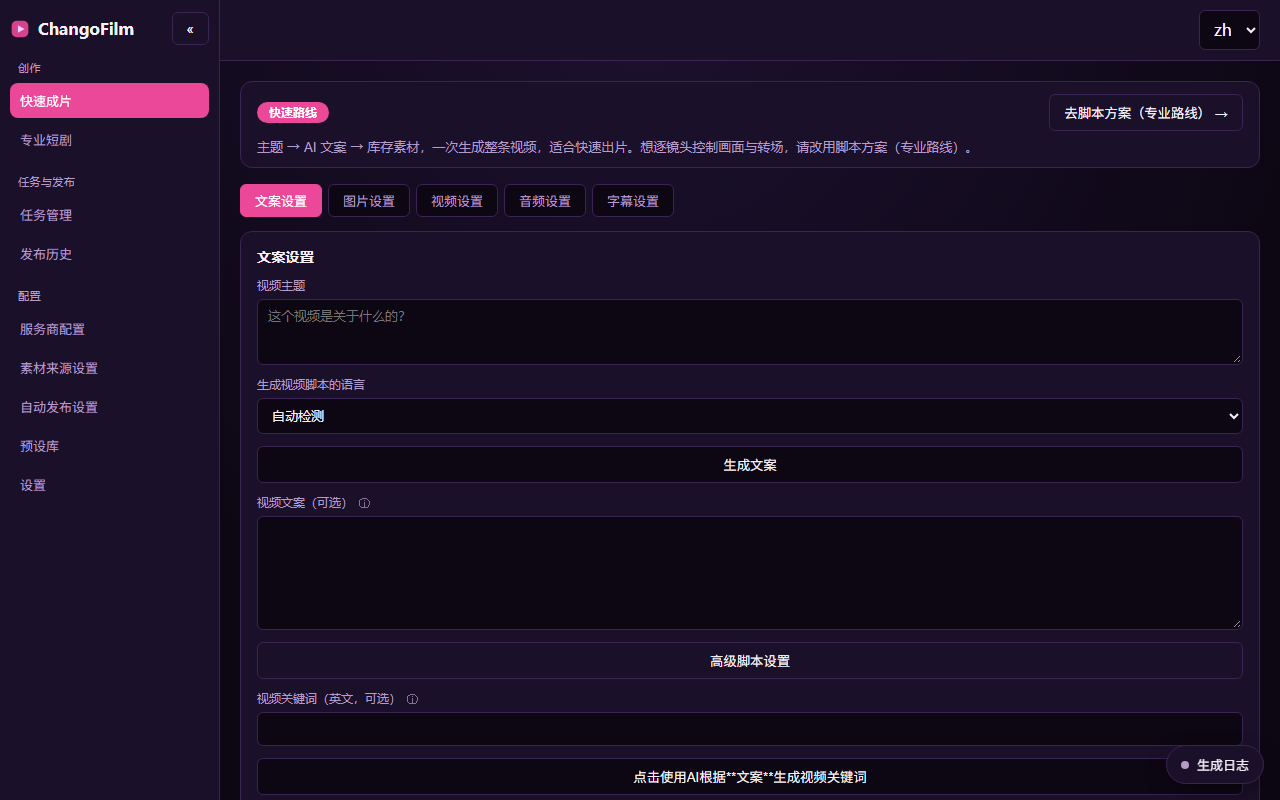 ChangoFilm
«
zh
创作
快速成片
专业短剧
任务与发布
任务管理
发布历史
配置
服务商配置
素材来源设置
自动发布设置
预设库
设置
快速路线
去脚本方案（专业路线） →
主题 → AI 文案 → 库存素材，一次生成整条视频，适合快速出片。想逐镜头控制画面与转场，请改用脚本方案（专业路线）。
文案设置
图片设置
视频设置
音频设置
字幕设置
文案设置
视频主题
这个视频是关于什么的?
生成视频脚本的语言
自动检测
生成文案
视频文案（可选） ⓘ
高级脚本设置
视频关键词（英文，可选） ⓘ
点击使用AI根据**文案**生成视频关键词
生成日志